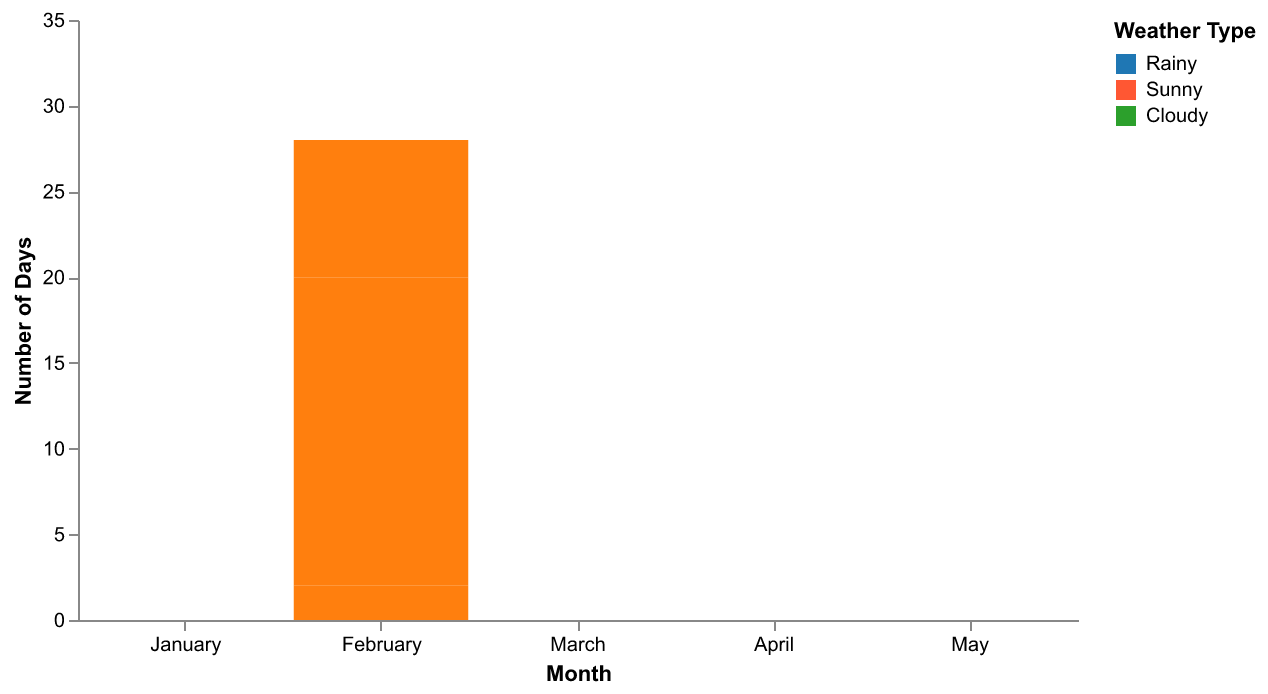 35
30
25
20
15
10
5
0
Number of Days
January February March April May
Month
Weather Type
Rainy
Sunny
Cloudy